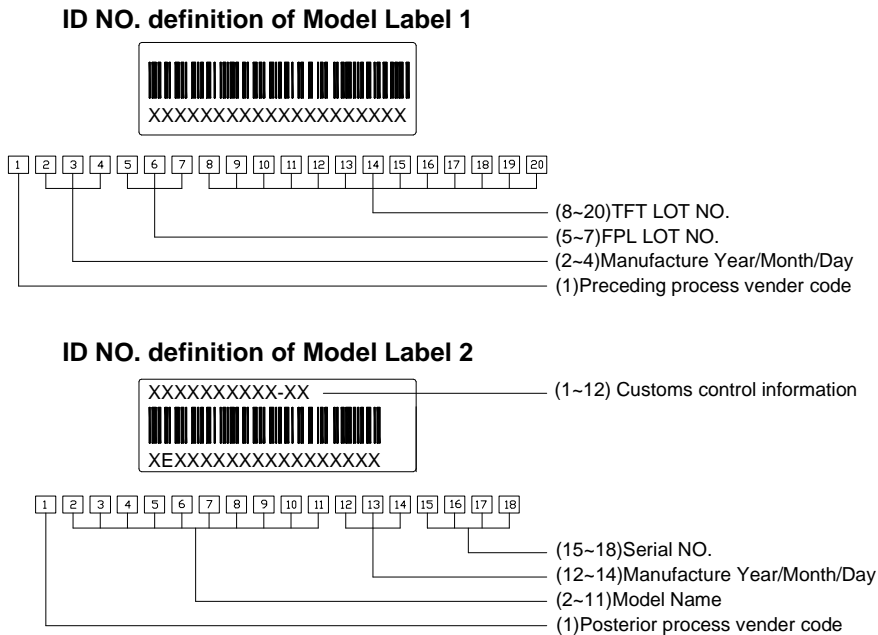 ID NO. definition of Model Label 1
XXXXXXXXXXXXXXXXXXXX
1 2 3 4 5 6 7 8 9 10 11 12 13 14 15 16 17 18 19 20
(8~20)TFT LOT NO.
(5~7)FPL LOT NO.
(2~4)Manufacture Year/Month/Day
(1)Preceding process vender code
ID NO. definition of Model Label 2
XXXXXXXXXX-XX
(1~12) Customs control information
XEXXXXXXXXXXXXXXXX
1 2 3 4 5 6 7 8 9 10 11 12 13 14 15 16 17 18
(15~18)Serial NO.
(12~14)Manufacture Year/Month/Day
(2~11)Model Name
(1)Posterior process vender code